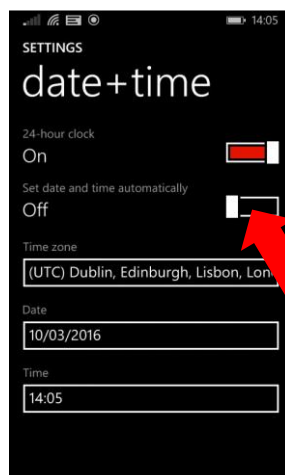 14:05
SETTINGS
date+time
24-hour clock
On
Set date and time automatically
Off
Time zone
(UTC) Dublin, Edinburgh, Lisbon, Lon
Date
10/03/2016
Time
14:05